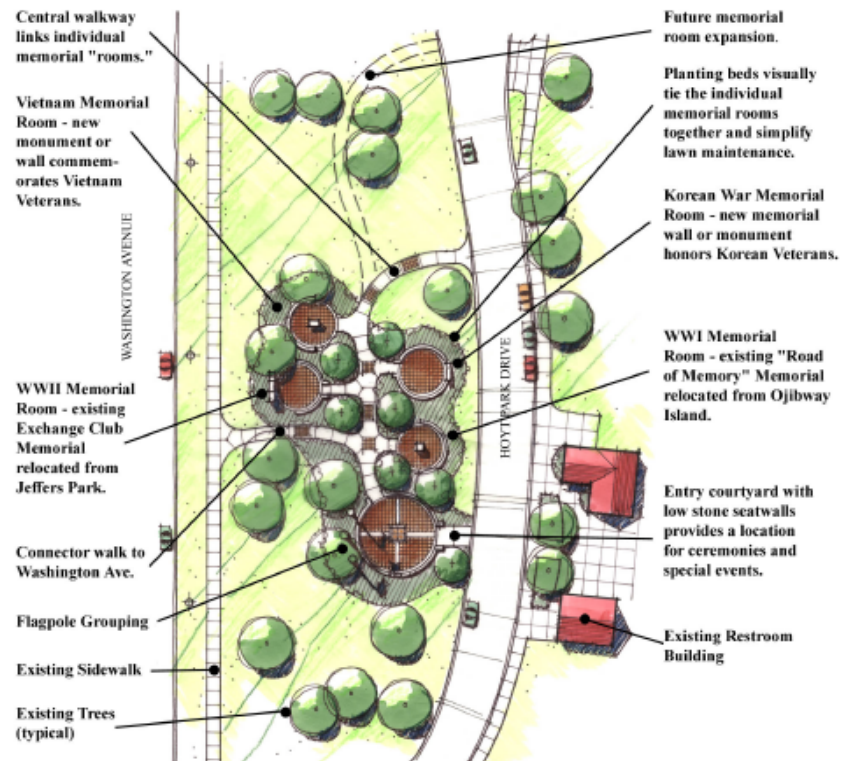 Central walkway
links individual
memorial "rooms."
Vietnam Memorial
Room - new
monument or
wall commem-
orates Vietnam
Veterans.
WASHINGTON AVENUE
WWII Memorial
Room - existing
Exchange Club
Memorial
relocated from
Jeffers Park.
Connector walk to
Washington Ave.
Flagpole Grouping
Existing Sidewalk
Existing Trees
(typical)
HOYT PARK DRIVE
Future memorial
room expansion.
Planting beds visually
tie the individual
memorial rooms
together and simplify
lawn maintenance.
Korean War Memorial
Room - new memorial
wall or monument
honors Korean Veterans.
WWI Memorial
Room - existing "Road
of Memory" Memorial
relocated from Ojibway
Island.
Entry courtyard with
low stone seatwalls
provides a location
for ceremonies and
special events.
Existing Restroom
Building